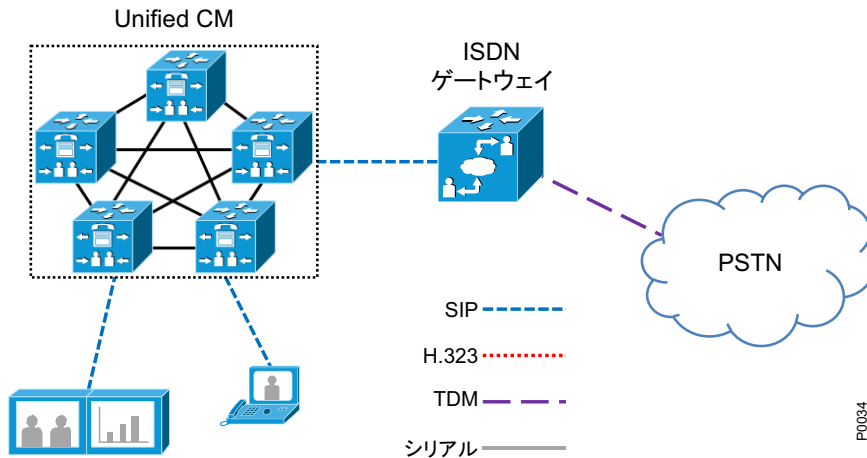 Unified CM
ISDN
ゲートウェイ
PSTN
SIP
H.323
TDM
シリアル
P0034